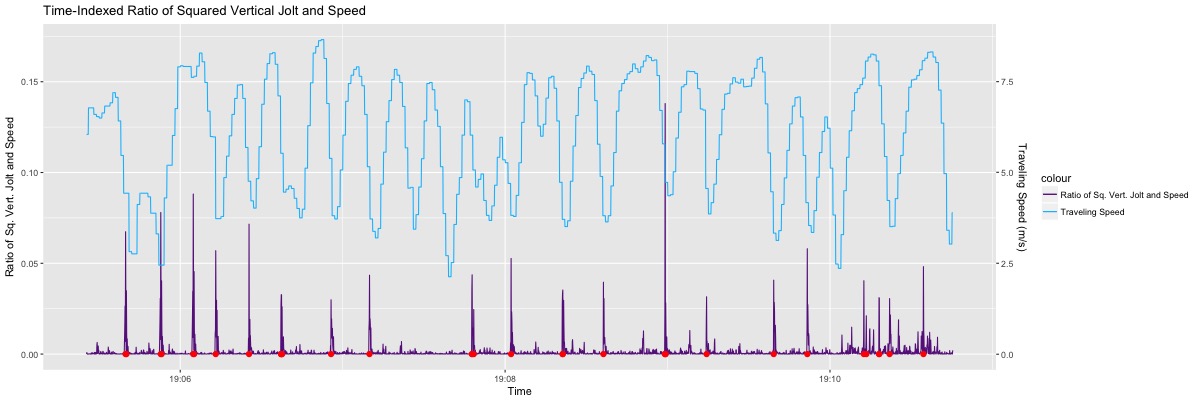 Time-Indexed Ratio of Squared Vertical Jolt and Speed
Ratio of Sq. Vert. Jolt and Speed
0.15
0.10
0.05
0.00
7.5
5.0
2.5
0.0
Traveling Speed (m/s)
19:06
19:08
19:10
Time
colour
Ratio of Sq. Vert. Jolt and Speed
Traveling Speed